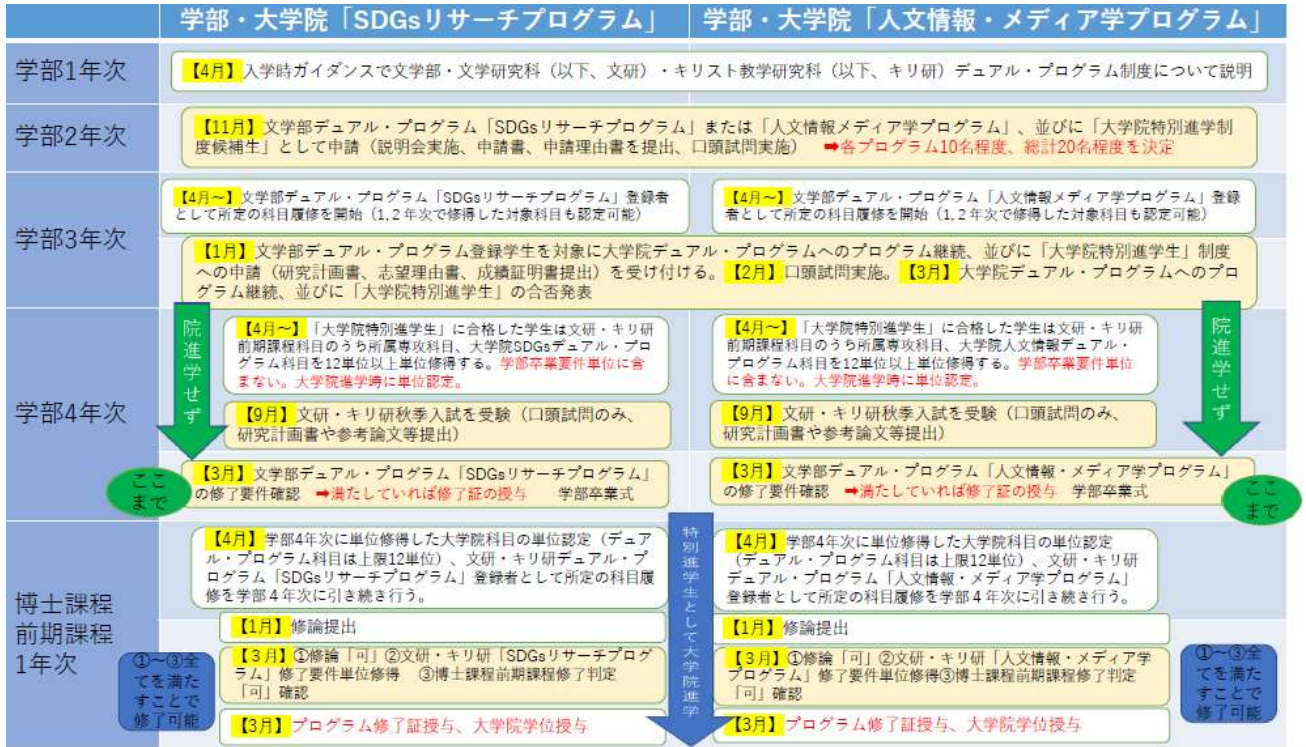 学部・大学院「SDGsリサーチプログラム」
学部・大学院「人文情報・メディア学プログラム」
学部1年次
【4月】入学時ガイダンスで文学部・文学研究科（以下、文研）・キリスト教学研究科（以下、キリ研）デュアル・プログラム制度について説明
学部2年次
【11月】文学部デュアル・プログラム「SDGsリサーチプログラム」または「人文情報メディア学プログラム」、並びに「大学院特別進学制
度候補生」として申請（説明会実施、申請書、申請理由書を提出、口頭試問実施） ➡各プログラム10名程度、総計20名程度を決定
学部3年次
【4月~】文学部デュアル・プログラム「SDGsリサーチプログラム」登録者
として所定の科目履修を開始（1,２年次で修得した対象科目も認定可能）
【4月~】文学部デュアル・プログラム「人文情報メディア学プログラム」登録
者として所定の科目履修を開始（1,２年次で修得した対象科目も認定可能）
【1月】文学部デュアル・プログラム登録学生を対象に大学院デュアル・プログラムへのプログラム継続、並びに「大学院特別進学生」制度
への申請（研究計画書、志望理由書、成績証明書提出）を受け付ける。【2月】口頭試問実施。【3月】大学院デュアル・プログラムへのプロ
グラム継続、並びに「大学院特別進学生」の合否発表
学部4年次
院進学せず
【4月～】「大学院特別進学生」に合格した学生は文研・キリ研
前期課程科目のうち所属専攻科目、大学院SDGsデュアル・プロ
グラム科目を12単位以上単位修得する。学部卒業要件単位に含
まない。大学院進学時に単位認定。
【4月～】「大学院特別進学生」に合格した学生は文研・キリ研
前期課程科目のうち所属専攻科目、大学院人文情報デュアル・
プログラム科目を12単位以上単位修得する。学部卒業要件単位
に含まない。大学院進学時に単位認定。
院進学せず
【9月】文研・キリ研秋季入試を受験（口頭試問のみ、
研究計画書や参考論文等提出）
【9月】文研・キリ研秋季入試を受験（口頭試問のみ、
研究計画書や参考論文等提出）
ここ
まで
【3月】文学部デュアル・プログラム「SDGsリサーチプログラム」
の修了要件確認 ➡満たしていれば修了証の授与 学部卒業式
【3月】文学部デュアル・プログラム「人文情報・メディア学プログラム」
の修了要件確認 ➡満たしていれば修了証の授与 学部卒業式
ここ
まで
博士課程
前期課程
1年次
【4月】学部4年次に単位修得した大学院科目の単位認定（デュア
ル・プログラム科目は上限12単位）、文研・キリ研デュアル・プ
ログラム「SDGsリサーチプログラム」登録者として所定の科目履
修を学部４年次に引き続き行う。
特別進学生として大学院進学
【4月】学部4年次に単位修得した大学院科目の単位認定
（デュアル・プログラム科目は上限12単位）、文研・キリ研
デュアル・プログラム「人文情報・メディア学プログラム」
登録者として所定の科目履修を学部４年次に引き続き行う。
【1月】修論提出
【1月】修論提出
①～③全
てを満た
すことで
修了可能
【３月】①修論「可」②文研・キリ研「SDGsリサーチプログ
ラム」修了要件単位修得 ③博士課程前期課程修了判定
「可」確認
【３月】①修論「可」②文研・キリ研「人文情報・メディア学
プログラム」修了要件単位修得③博士課程前期課程修了判定
「可」確認
①～③全
てを満た
すことで
修了可能
【3月】プログラム修了証授与、大学院学位授与
【3月】プログラム修了証授与、大学院学位授与